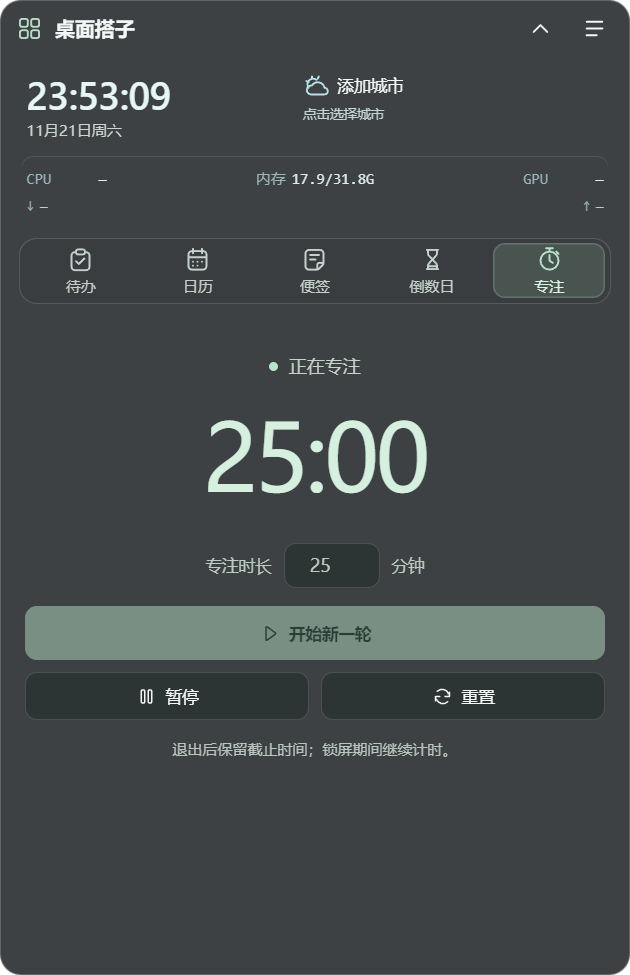 桌面搭子
23:53:09
11月21日周六
添加城市
点击选择城市
CPU – 内存 17.9/31.8G GPU –
↓ – ↑ –
待办 日历 便签 倒数日 专注
正在专注
25:00
专注时长 25 分钟
开始新一轮
暂停 重置
退出后保留截止时间；锁屏期间继续计时。